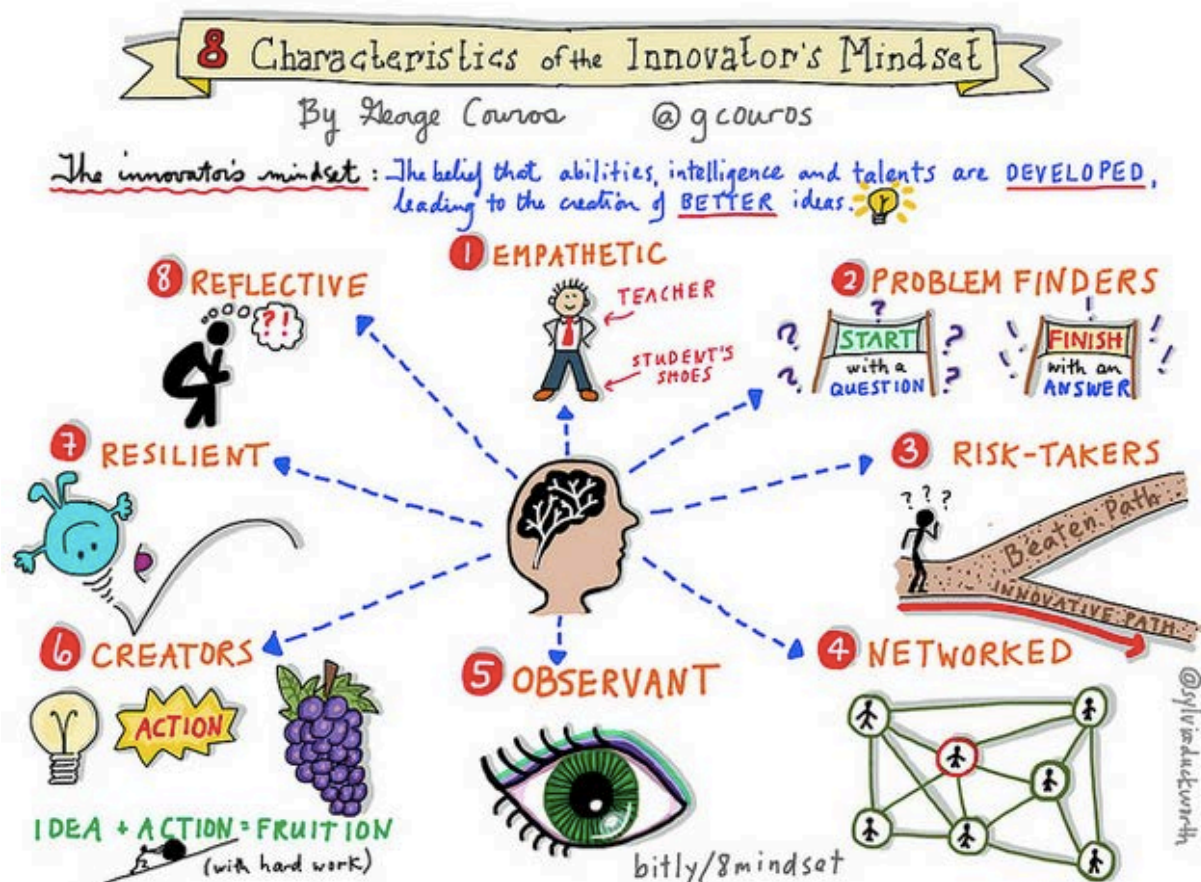 8 Characteristics of the Innovator's Mindset
By George Couros @gcouros
The innovator's mindset: The belief that abilities, intelligence and talents are DEVELOPED,
leading to the creation of BETTER ideas.
1 EMPATHETIC
TEACHER
STUDENT'S
SHOES
2 PROBLEM FINDERS
?
?
?
?
?
START
with a
QUESTION
!
!
!
!
!
!
!
FINISH
with an
ANSWER
3 RISK-TAKERS
? ? ?
Beaten Path
INNOVATIVE PATH
4 NETWORKED
5 OBSERVANT
6 CREATORS
ACTION
IDEA + ACTION = FRUITION
(with hard work)
7 RESILIENT
8 REFLECTIVE
?!
bitly/8mindset
@sylviaduckworth